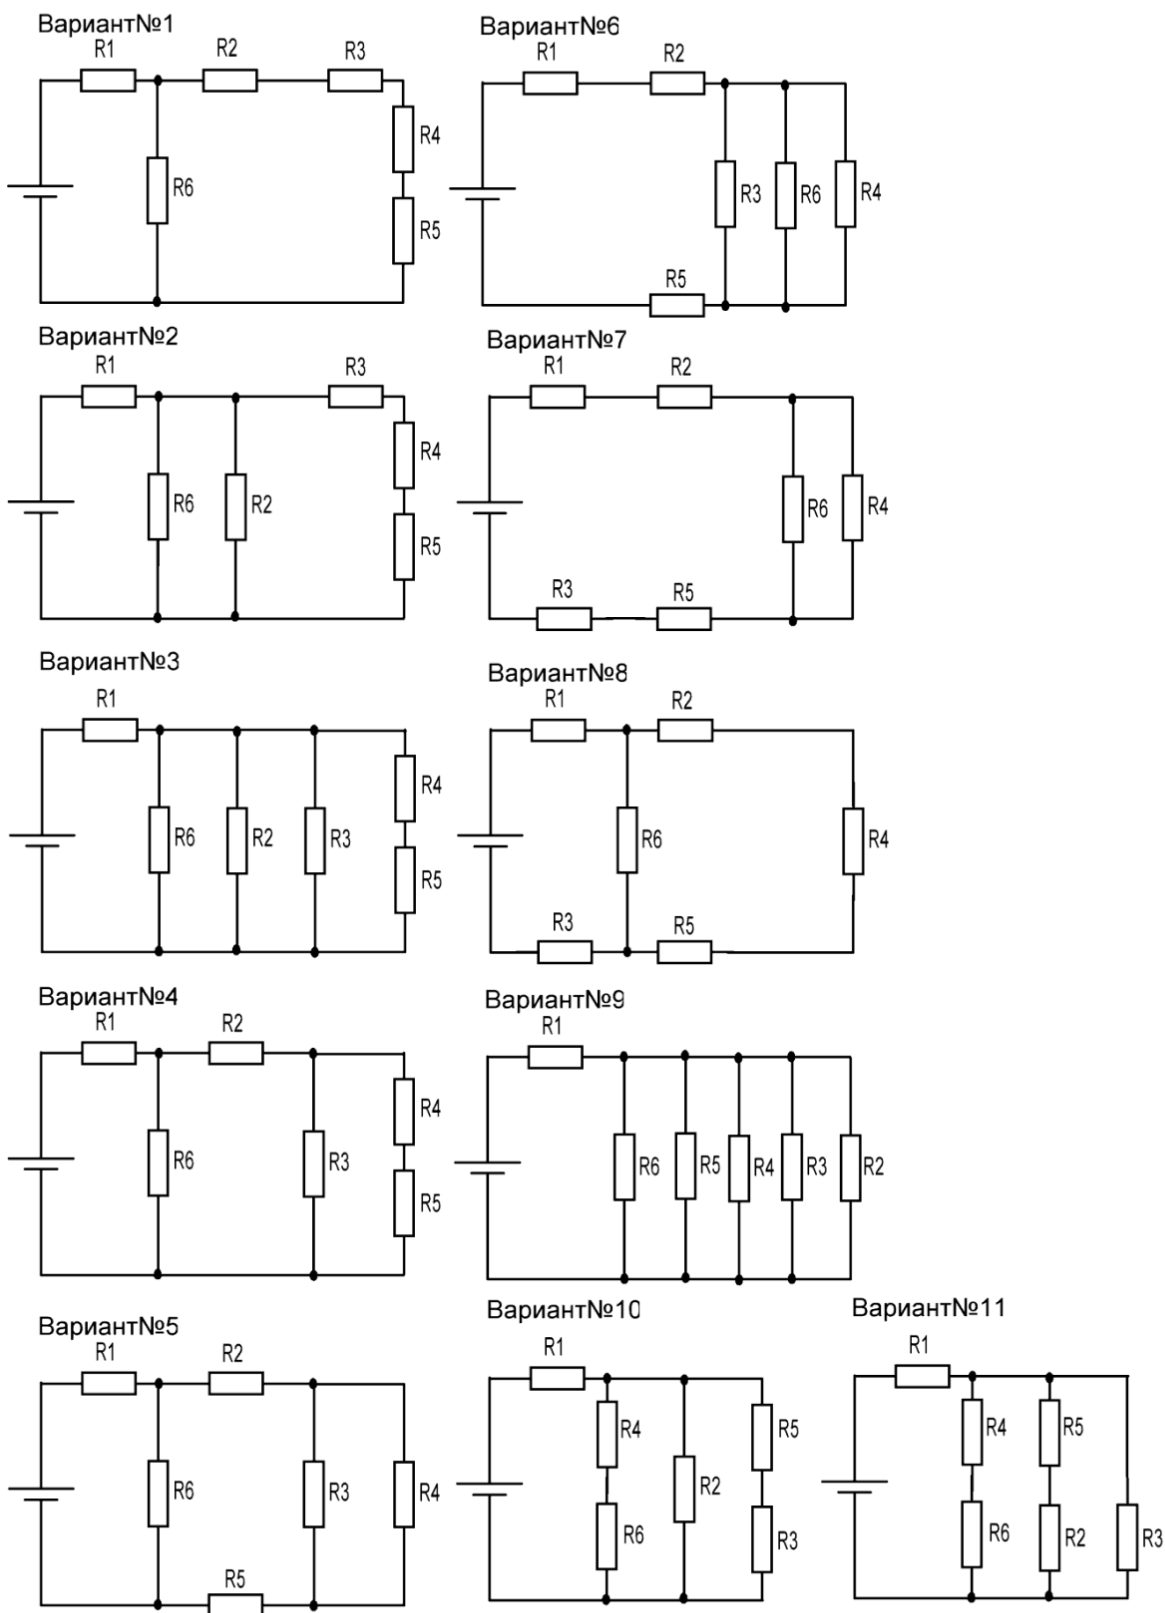 Вариант№1
R1
R2
R3
R4
R6
R5
Вариант№6
R1
R2
R3
R6
R4
R5
Вариант№2
R1
R3
R4
R6
R2
R5
Вариант№7
R1
R2
R6
R4
R3
R5
Вариант№3
R1
R4
R6
R2
R3
R5
Вариант№8
R1
R2
R6
R4
R3
R5
Вариант№4
R1
R2
R4
R6
R3
R5
Вариант№9
R1
R6
R5
R4
R3
R2
Вариант№5
R1
R2
R6
R3
R4
R5
Вариант№10
R1
R4
R5
R2
R6
R3
Вариант№11
R1
R4
R5
R6
R2
R3